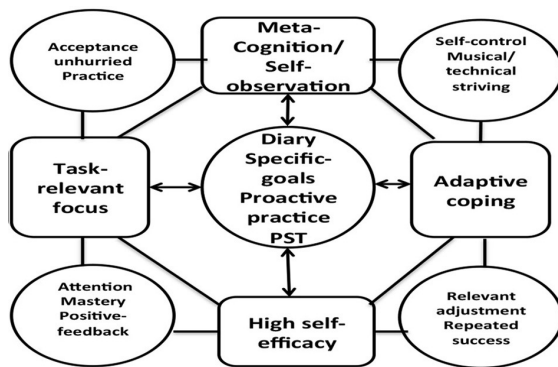 Acceptance
unhurried
Practice
Meta-
Cognition/
Self-
observation
Self-control
Musical/
technical
striving
Task-
relevant
focus
Diary
Specific-
goals
Proactive
practice
PST
Adaptive
coping
Attention
Mastery
Positive-
feedback
High self-
efficacy
Relevant
adjustment
Repeated
success